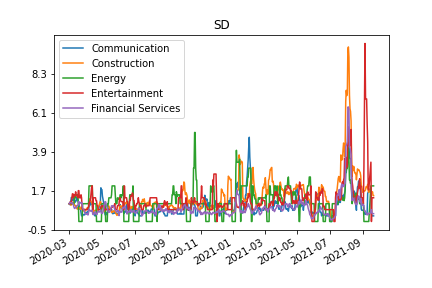 SD
Communication
Construction
Energy
Entertainment
Financial Services
8.3
6.1
3.9
1.7
-0.5
2020-03
2020-05
2020-07
2020-09
2020-11
2021-01
2021-03
2021-05
2021-07
2021-09